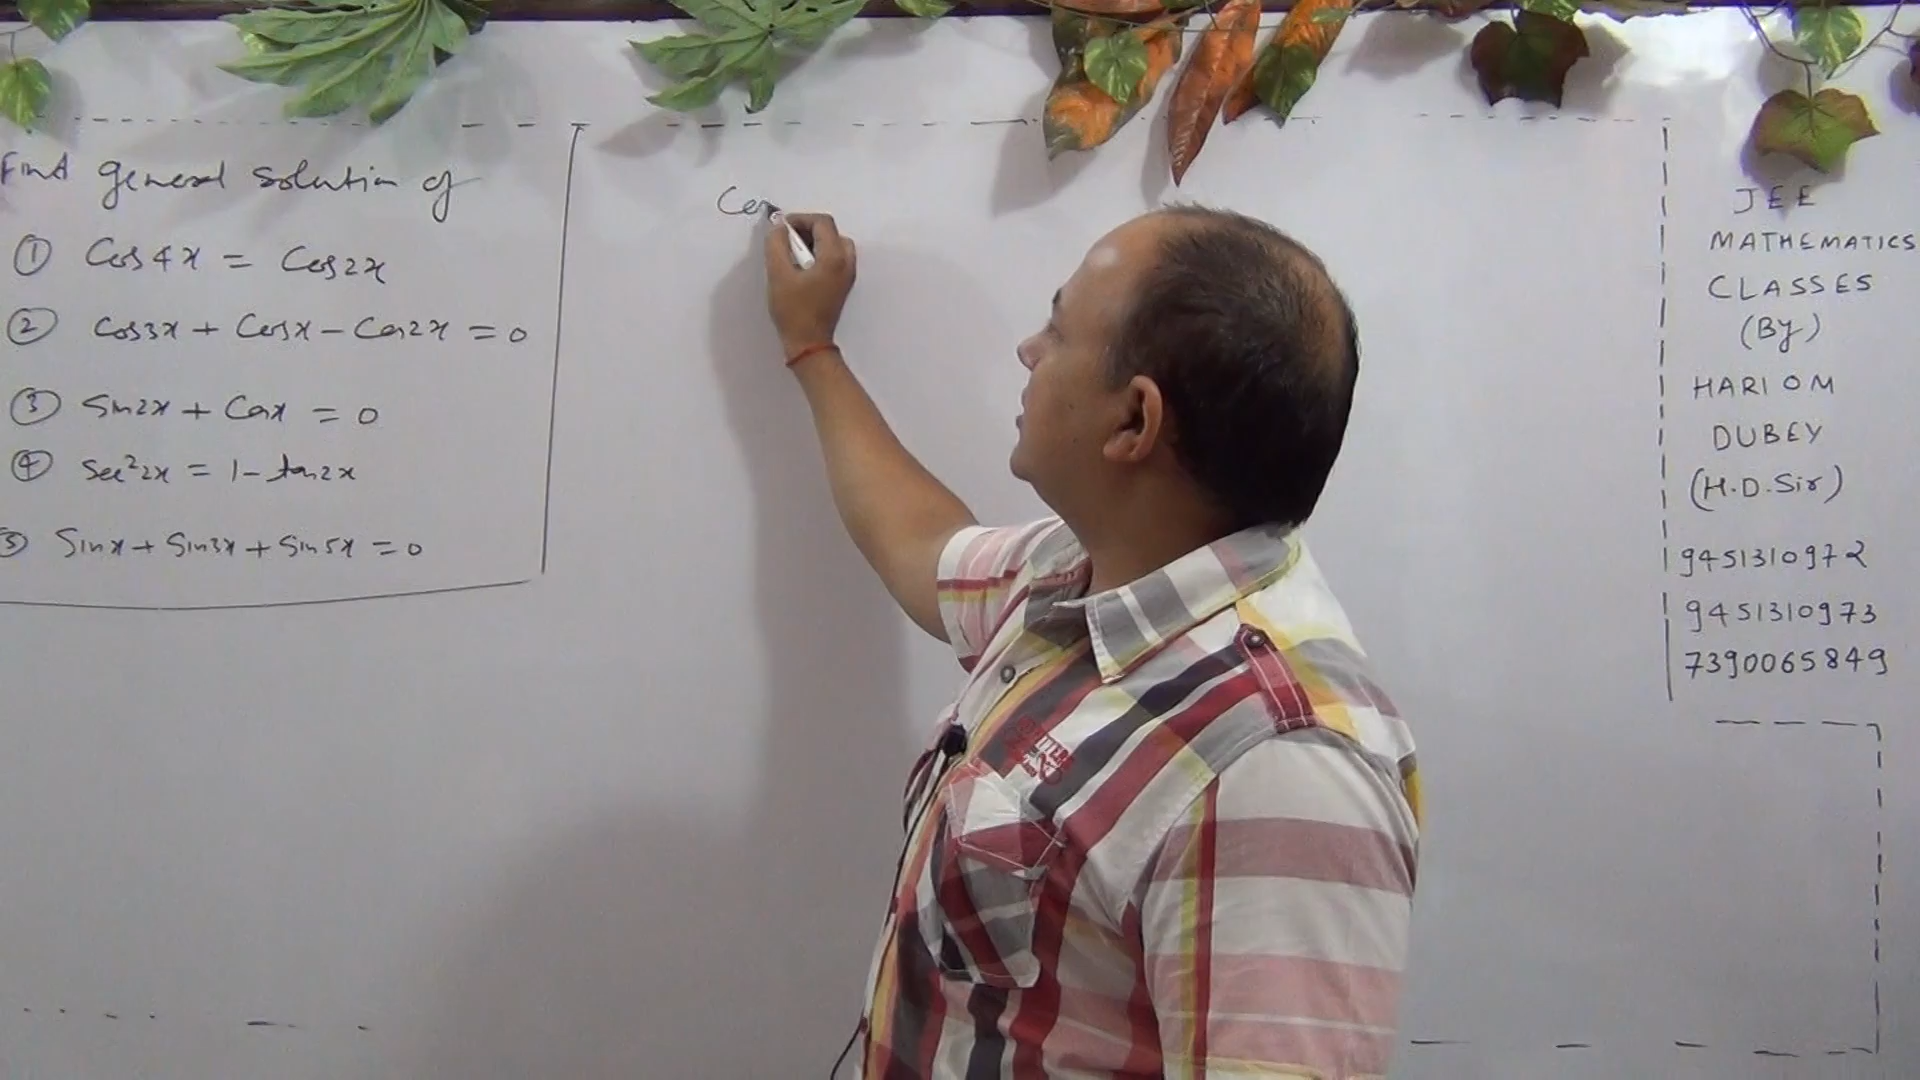 Find general solution of
① Cos4x = Cos2x
② Cos3x + Cosx - Cos2x = 0
③ Sin2x + Cosx = 0
④ Sec²2x = 1 - tan2x
⑤ Sinx + Sin3x + Sin5x = 0
Cos
JEE
MATHEMATICS
CLASSES
(By)
HARIOM
DUBEY
(H.D.Sir)
9451310972
9451310973
7390065849